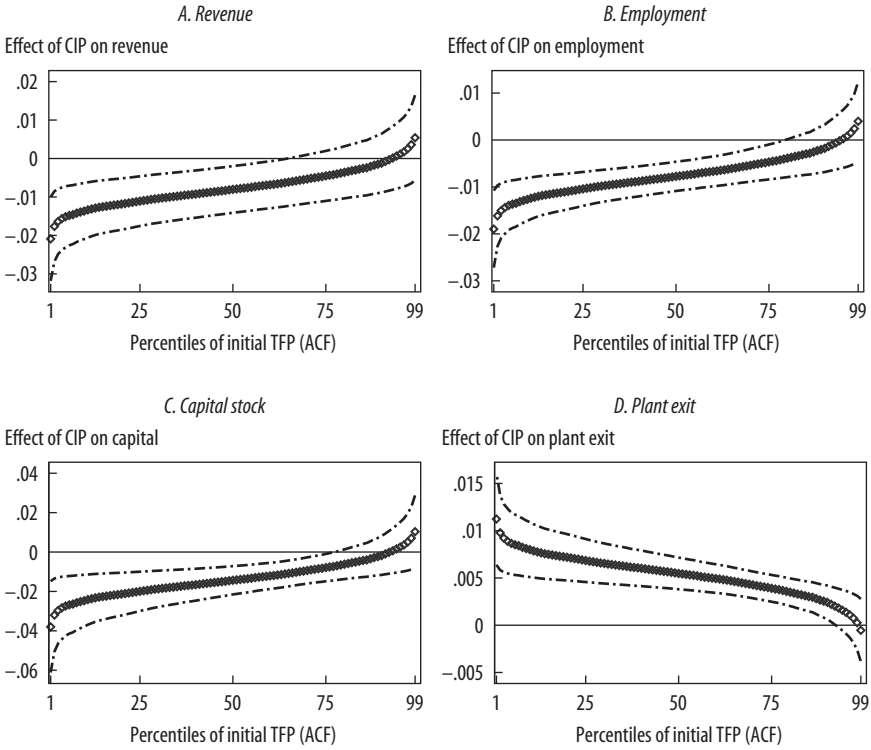 A. Revenue
Effect of CIP on revenue
.02
.01
0
–.01
–.02
–.03
1 25 50 75 99
Percentiles of initial TFP (ACF)
B. Employment
Effect of CIP on employment
.01
0
–.01
–.02
–.03
1 25 50 75 99
Percentiles of initial TFP (ACF)
C. Capital stock
Effect of CIP on capital
.04
.02
0
–.02
–.04
–.06
1 25 50 75 99
Percentiles of initial TFP (ACF)
D. Plant exit
Effect of CIP on plant exit
.015
.01
.005
0
–.005
1 25 50 75 99
Percentiles of initial TFP (ACF)